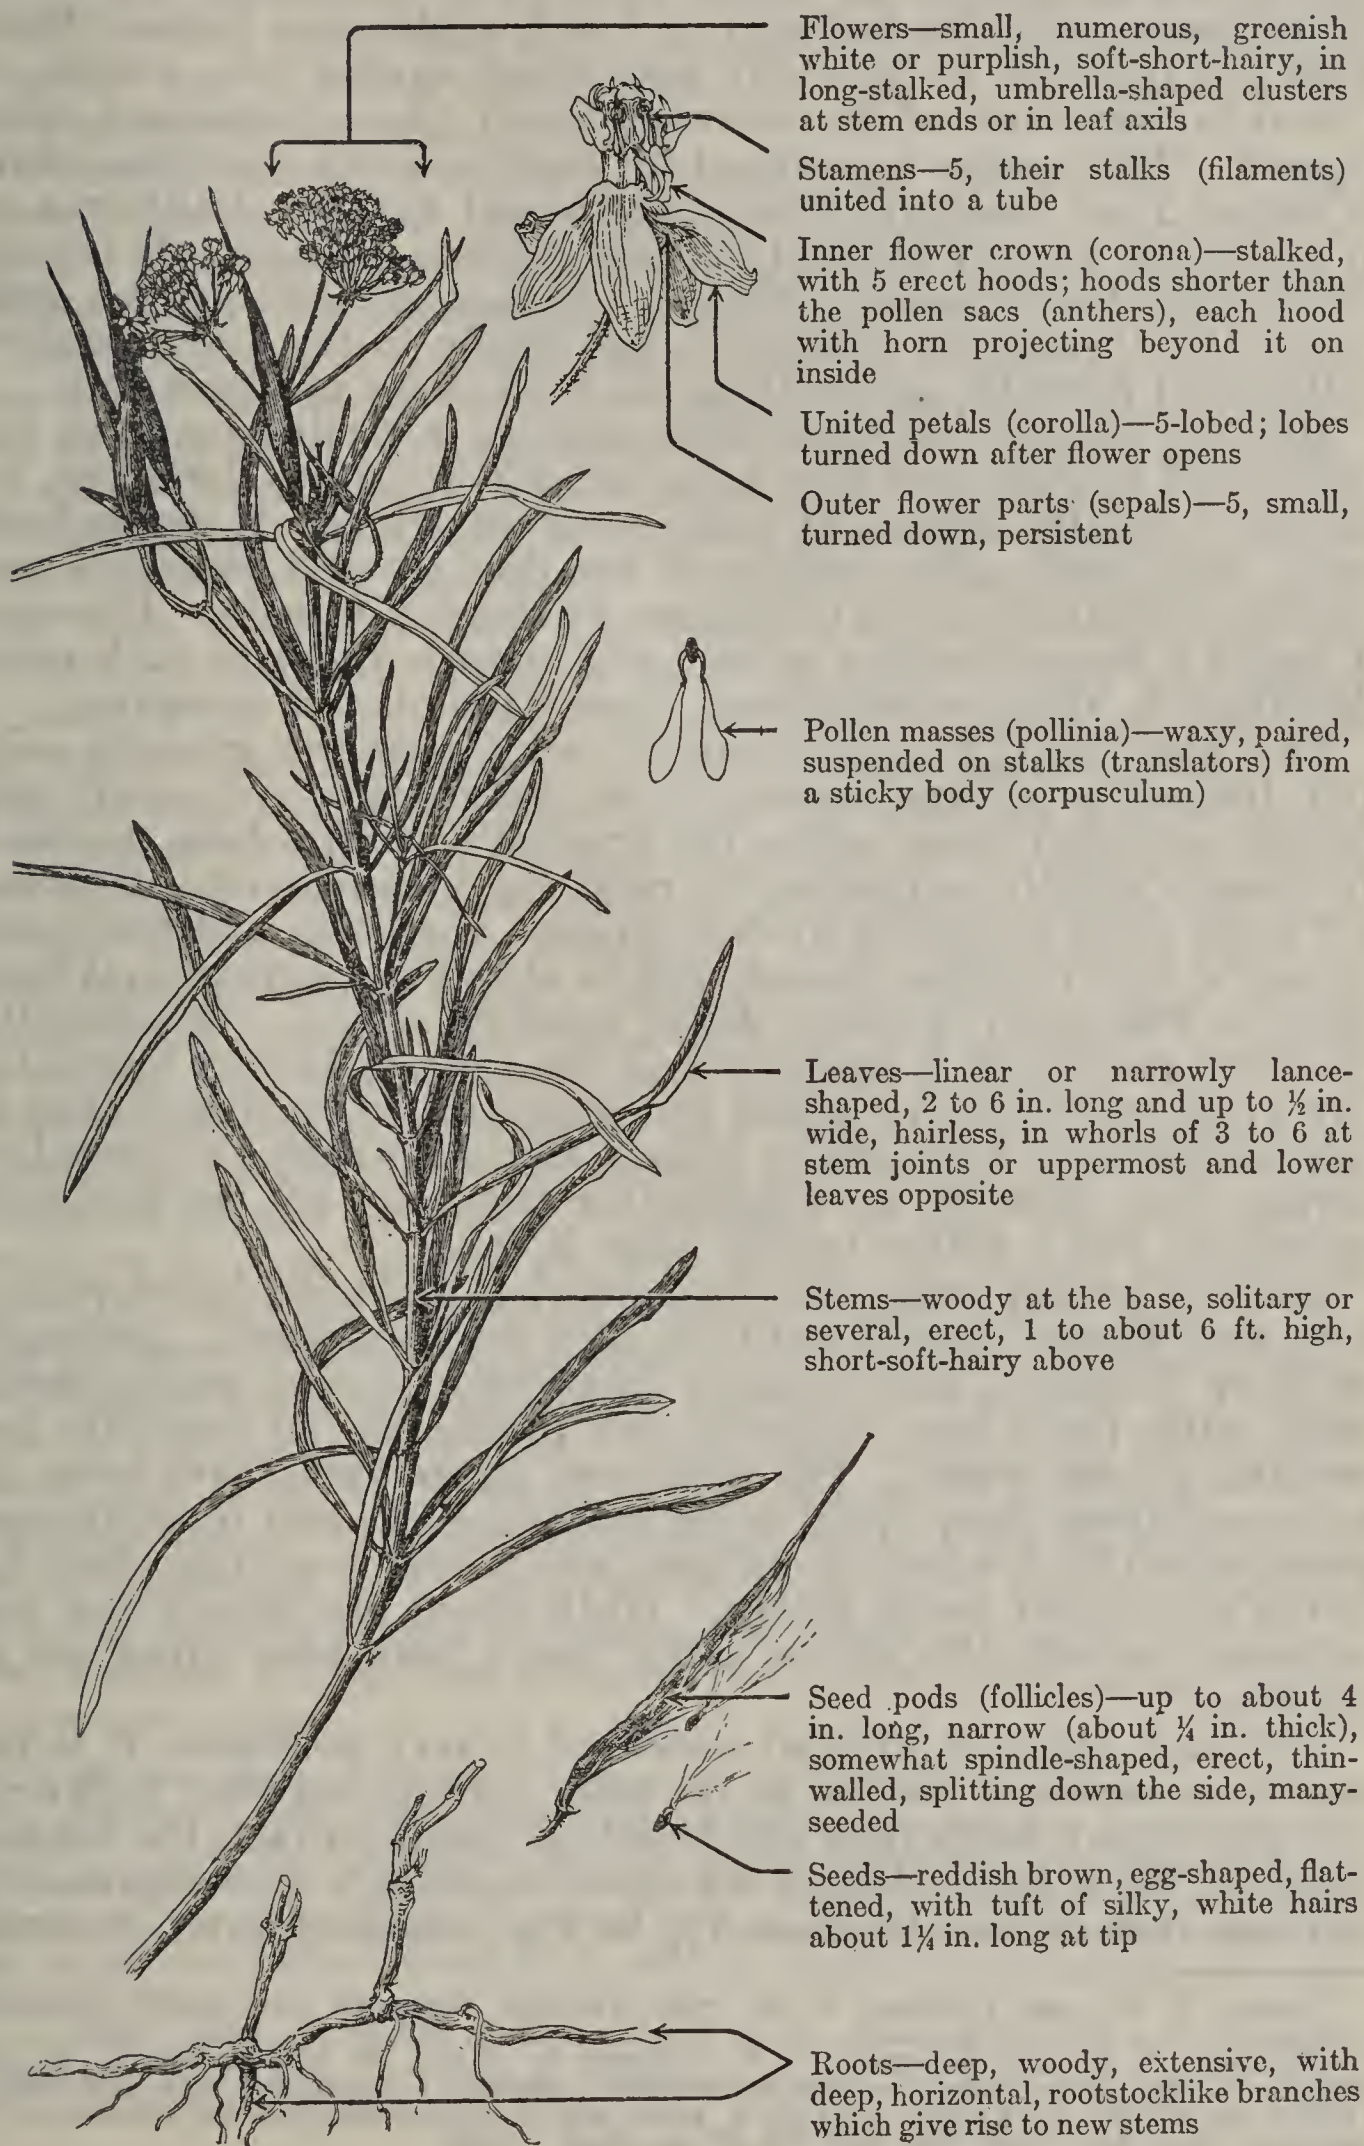 Flowers—small, numerous, greenish
white or purplish, soft-short-hairy, in
long-stalked, umbrella-shaped clusters
at stem ends or in leaf axils
Stamens—5, their stalks (filaments)
united into a tube
Inner flower crown (corona)—stalked,
with 5 erect hoods; hoods shorter than
the pollen sacs (anthers), each hood
with horn projecting beyond it on
inside
United petals (corolla)—5-lobed; lobes
turned down after flower opens
Outer flower parts (sepals)—5, small,
turned down, persistent
Pollen masses (pollinia)—waxy, paired,
suspended on stalks (translators) from
a sticky body (corpusculum)
Leaves—linear or narrowly lance-
shaped, 2 to 6 in. long and up to ½ in.
wide, hairless, in whorls of 3 to 6 at
stem joints or uppermost and lower
leaves opposite
Stems—woody at the base, solitary or
several, erect, 1 to about 6 ft. high,
short-soft-hairy above
Seed pods (follicles)—up to about 4
in. long, narrow (about ¼ in. thick),
somewhat spindle-shaped, erect, thin-
walled, splitting down the side, many-
seeded
Seeds—reddish brown, egg-shaped, flat-
tened, with tuft of silky, white hairs
about 1¼ in. long at tip
Roots—deep, woody, extensive, with
deep, horizontal, rootstocklike branches
which give rise to new stems